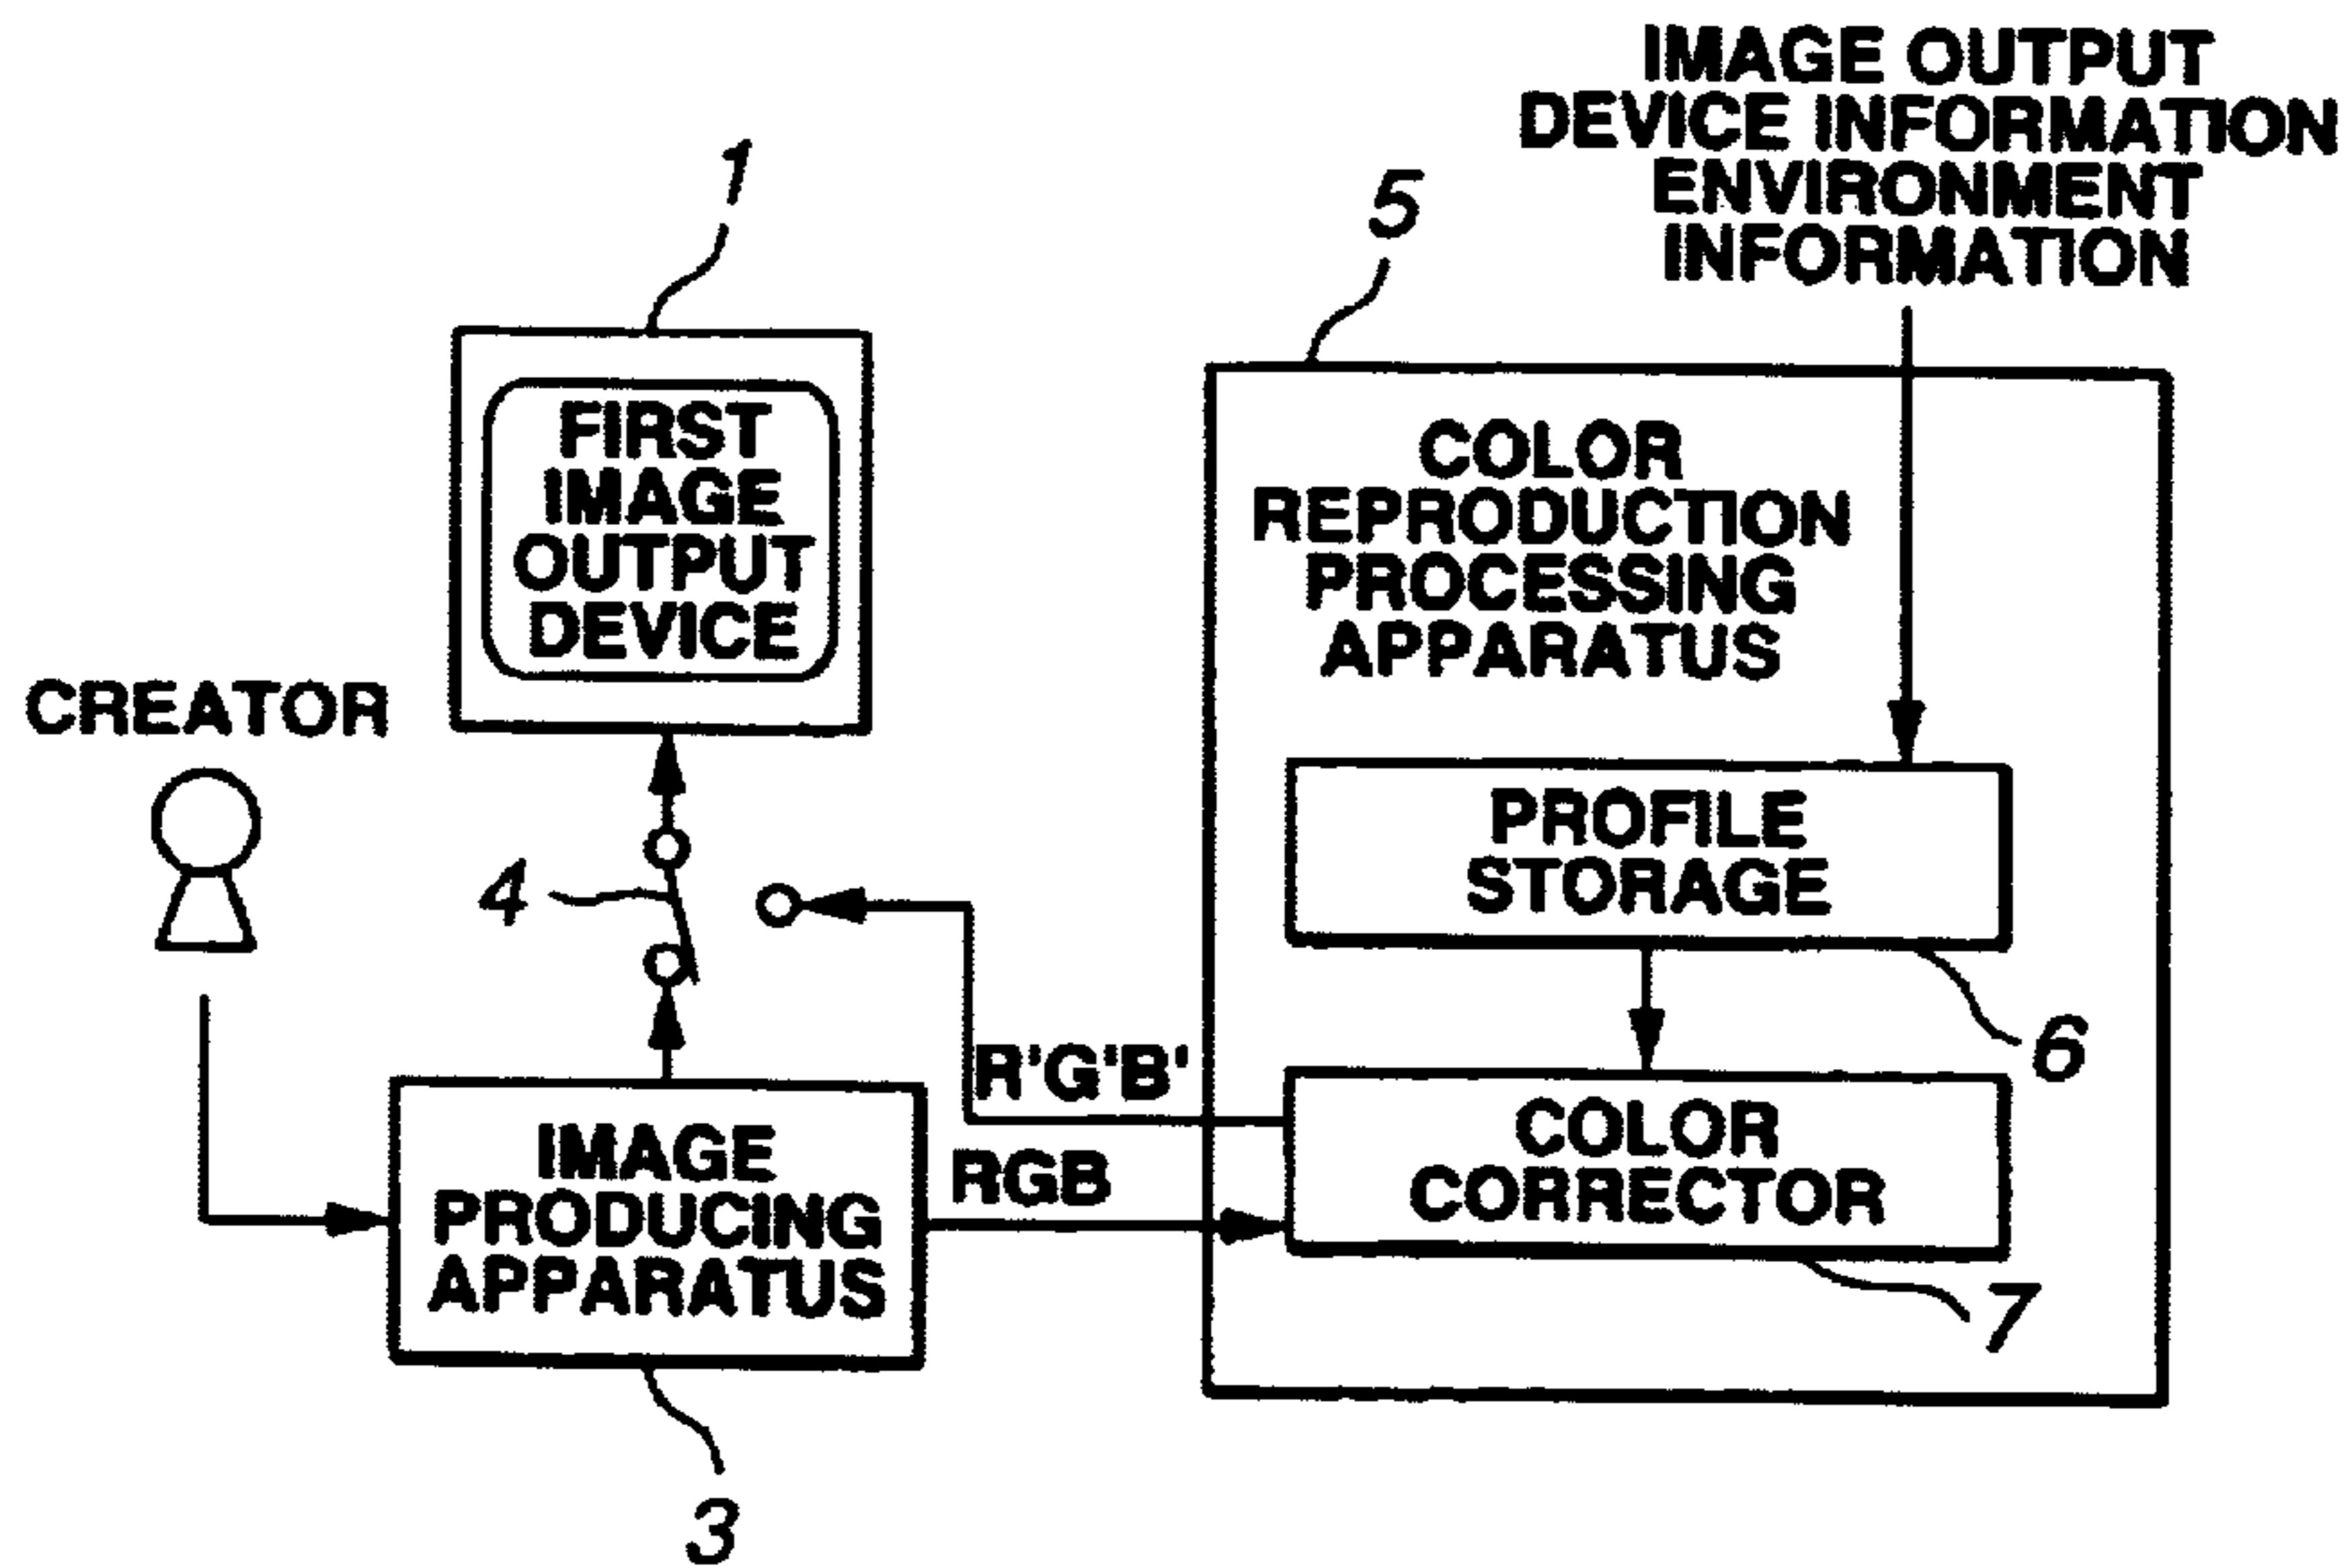 IMAGE OUTPUT
DEVICE INFORMATION
ENVIRONMENT
INFORMATION
1
5
FIRST
IMAGE
OUTPUT
DEVICE
COLOR
REPRODUCTION
PROCESSING
APPARATUS
CREATOR
PROFILE
STORAGE
4
6
R'G'B'
COLOR
CORRECTOR
RGB
IMAGE
PRODUCING
APPARATUS
7
3